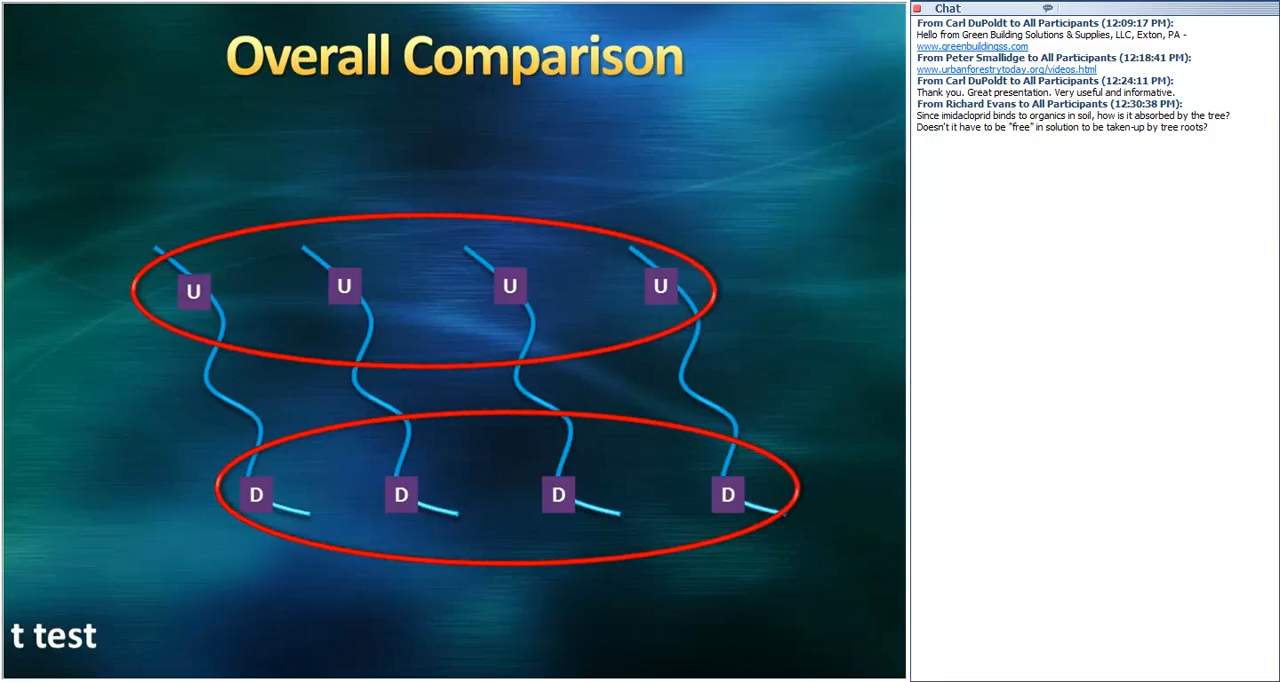 Overall Comparison
U U U U
D D D D
t test
Chat
From Carl DuPoldt to All Participants (12:09:17 PM):
Hello from Green Building Solutions & Supplies, LLC, Exton, PA -
www.greenbuildingss.com
From Peter Smallidge to All Participants (12:18:41 PM):
www.urbanforestrytoday.org/videos.html
From Carl DuPoldt to All Participants (12:24:11 PM):
Thank you. Great presentation. Very useful and informative.
From Richard Evans to All Participants (12:30:38 PM):
Since imidacloprid binds to organics in soil, how is it absorbed by the tree?
Doesn't it have to be "free" in solution to be taken-up by tree roots?